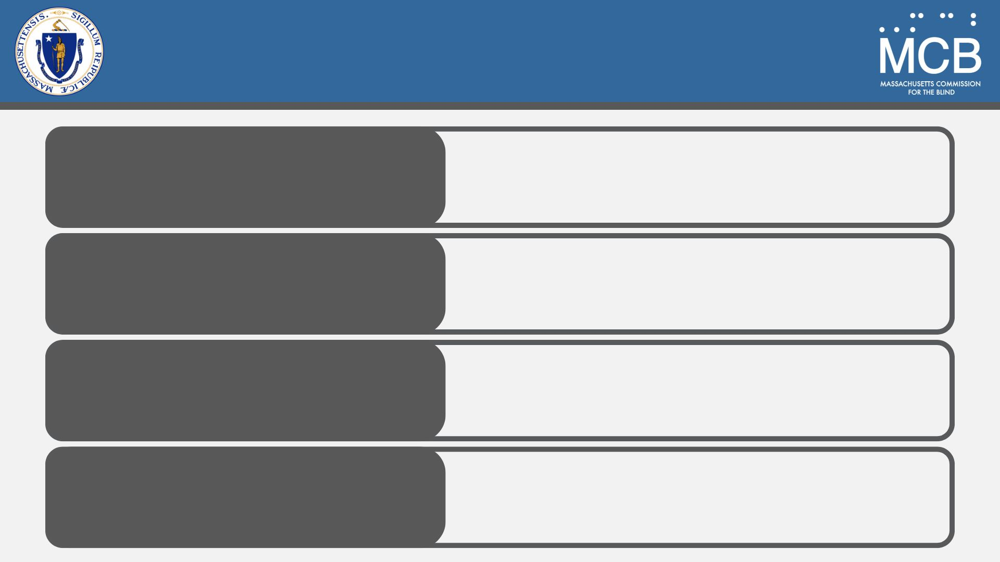 SIGILLUM REIPUBLICÆ MASSACHUSETTENSIS.
MCB
MASSACHUSETTS COMMISSION
FOR THE BLIND